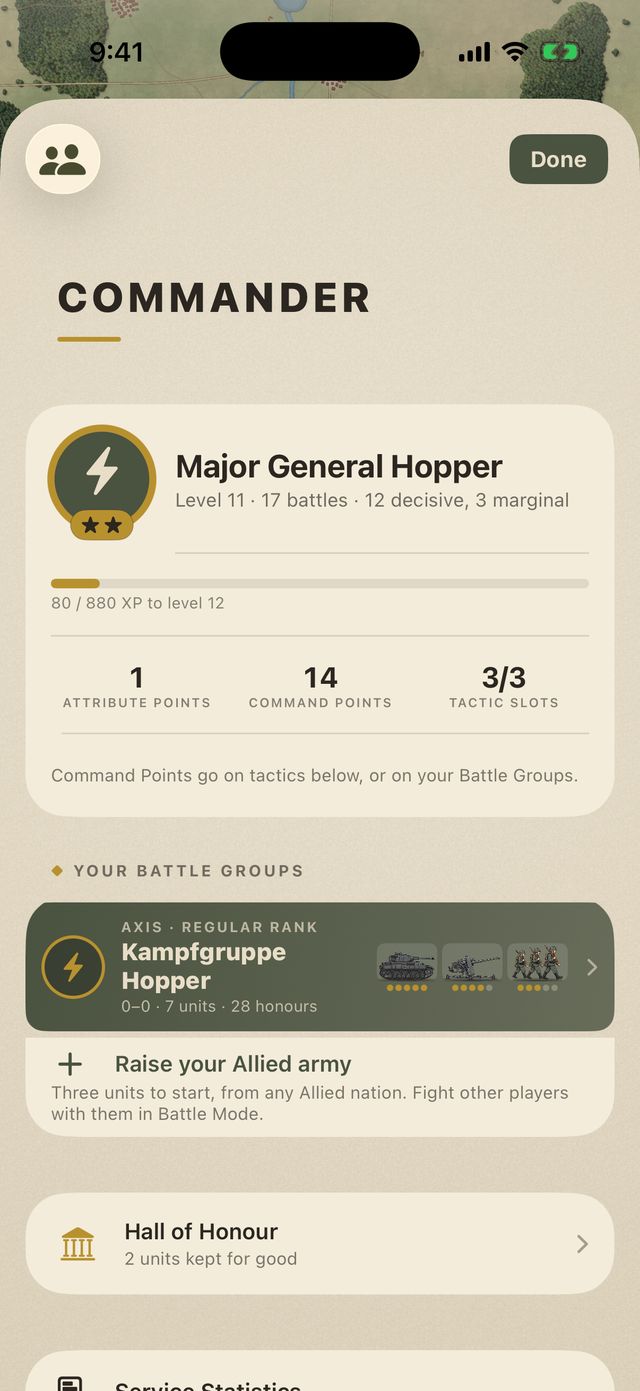 9:41
Done
COMMANDER
Major General Hopper
Level 11 · 17 battles · 12 decisive, 3 marginal
80 / 880 XP to level 12
1
ATTRIBUTE POINTS
14
COMMAND POINTS
3/3
TACTIC SLOTS
Command Points go on tactics below, or on your Battle Groups.
YOUR BATTLE GROUPS
AXIS · REGULAR RANK
Kampfgruppe
Hopper
0–0 · 7 units · 28 honours
Raise your Allied army
Three units to start, from any Allied nation. Fight other players
with them in Battle Mode.
Hall of Honour
2 units kept for good
Service Statistics